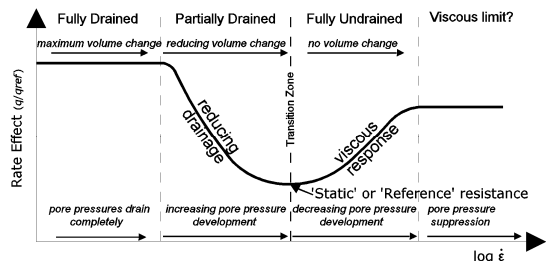 Fully Drained
Partially Drained
Fully Undrained
Viscous limit?
maximum volume change
reducing volume change
no volume change
Rate Effect (q/qref)
reducing
drainage
Transition Zone
viscous
response
'Static' or 'Reference' resistance
pore pressures drain
completely
increasing pore pressure
development
decreasing pore pressure
development
pore pressure
suppression
log ε̇